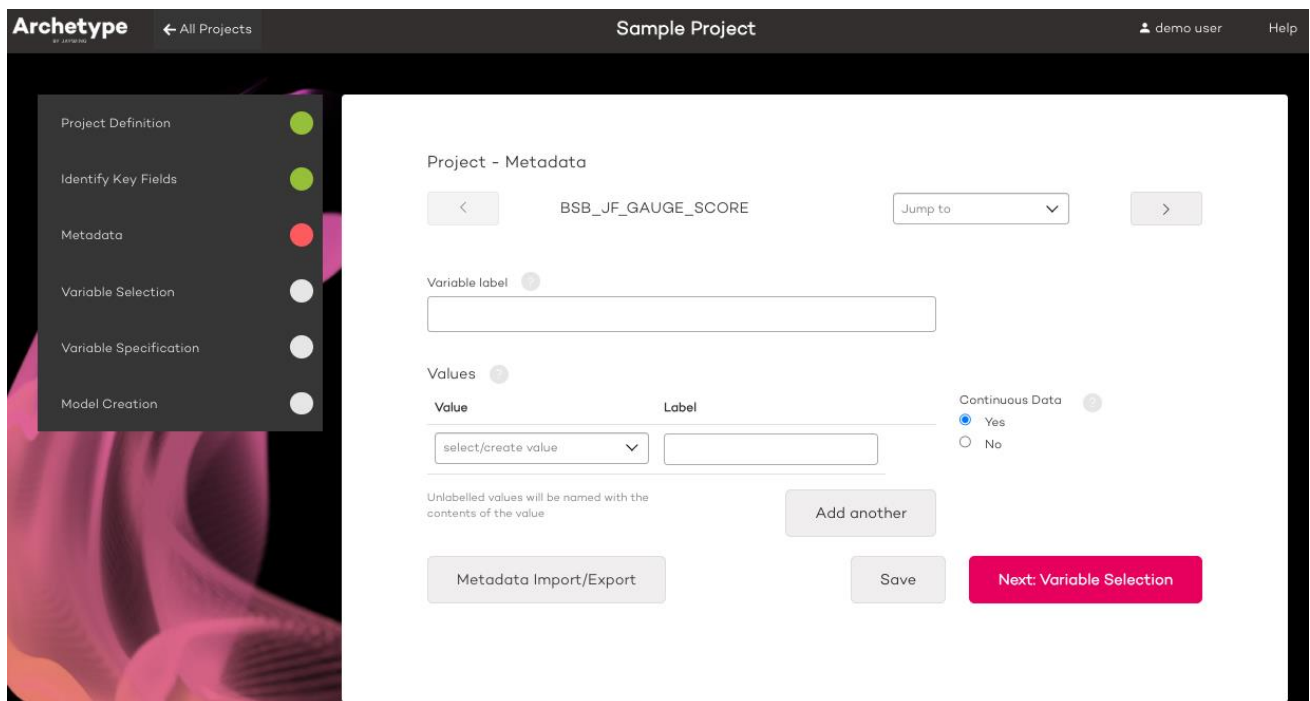 Archetype
← All Projects
Sample Project
demo user
Help
Project Definition
Identify Key Fields
Metadata
Variable Selection
Variable Specification
Model Creation
Project - Metadata
<
BSB_JF_GAUGE_SCORE
Jump to
>
Variable label ?
Values ?
Value Label
select/create value
Continuous Data ?
Yes
No
Unlabelled values will be named with the
contents of the value
Add another
Metadata Import/Export
Save
Next: Variable Selection